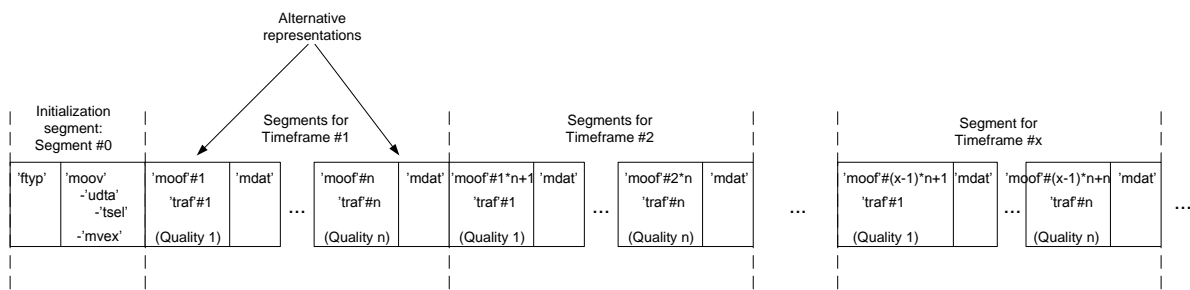 Alternative
representations
Initialization
segment:
Segment #0
Segments for
Timeframe #1
Segments for
Timeframe #2
Segment for
Timeframe #x
'ftyp' 'moov' 'moof'#1 'mdat' 'moof'#n 'mdat' 'moof'#1*n+1 'mdat' 'moof'#2*n 'mdat' 'moof'#(x-1)*n+1 'mdat' 'moof'#(x-1)*n+n 'mdat'
-'udta' 'traf'#1 'traf'#n 'traf'#1 'traf'#n 'traf'#1 'traf'#n
-'tsel' ... ... ... ... ...
-'mvex' (Quality 1) (Quality n) (Quality 1) (Quality n) (Quality 1) (Quality n)